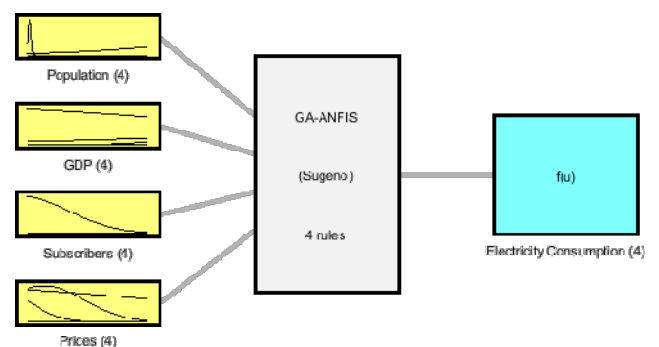 Population (4)
GDP (4)
Subscribers (4)
Prices (4)
GA-ANFIS
(Sugeno)
4 rules
f(u)
Electricity Consumption (4)